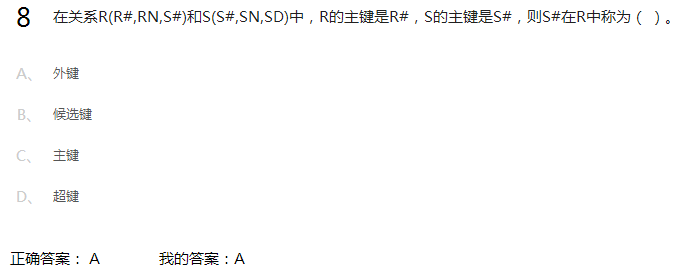 8 在关系R(R#,RN,S#)和S(S#,SN,SD)中，R的主键是R#，S的主键是S#，则S#在R中称为（ ）。
A、 外键
B、 候选键
C、 主键
D、 超键
正确答案： A 我的答案：A